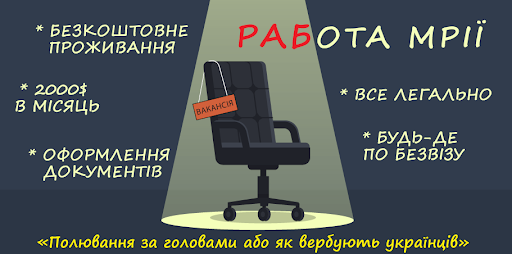 * БЕЗКОШТОВНЕ
ПРОЖИВАННЯ
РАБОТА МРІЇ
* 2000$
В МІСЯЦЬ
ВАКАНСІЯ
* ВСЕ ЛЕГАЛЬНО
* ОФОРМЛЕННЯ
ДОКУМЕНТІВ
* БУДЬ-ДЕ
ПО БЕЗВІЗУ
«Полювання за головами або як вербують українців»